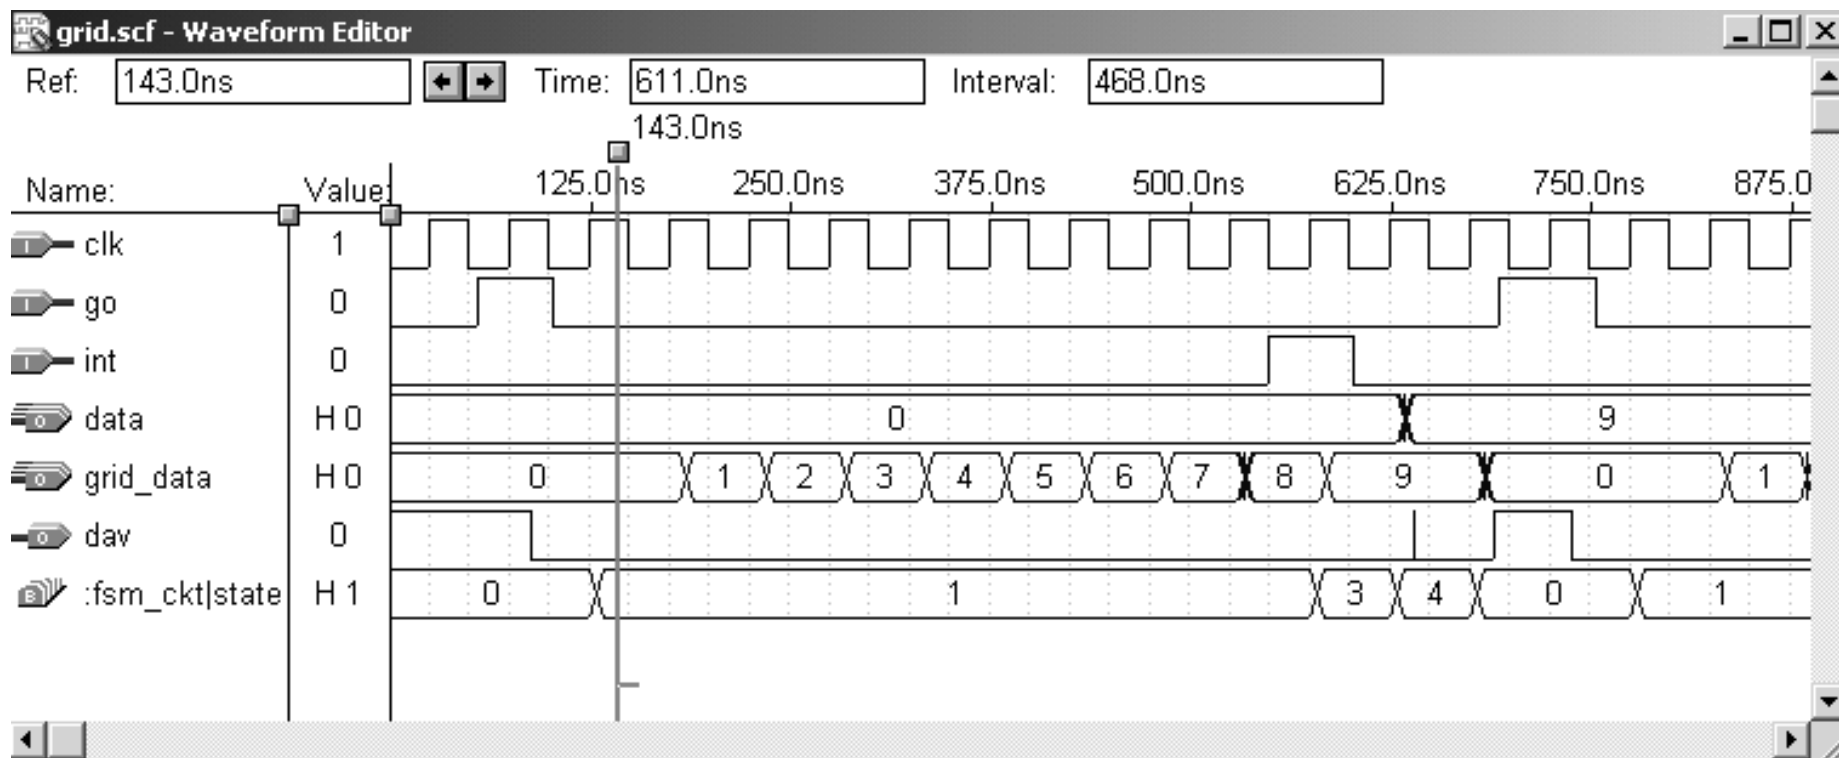 grid.scf - Waveform Editor
Ref: 143.0ns Time: 611.0ns Interval: 468.0ns
143.0ns
Name: Value: 125.0ns 250.0ns 375.0ns 500.0ns 625.0ns 750.0ns 875.0
I clk 1
I go 0
I int 0
O data H 0 0 9
O grid_data H 0 0 1 2 3 4 5 6 7 8 9 0 1
O dav 0
B :fsm_ckt|state H 1 0 1 3 4 0 1